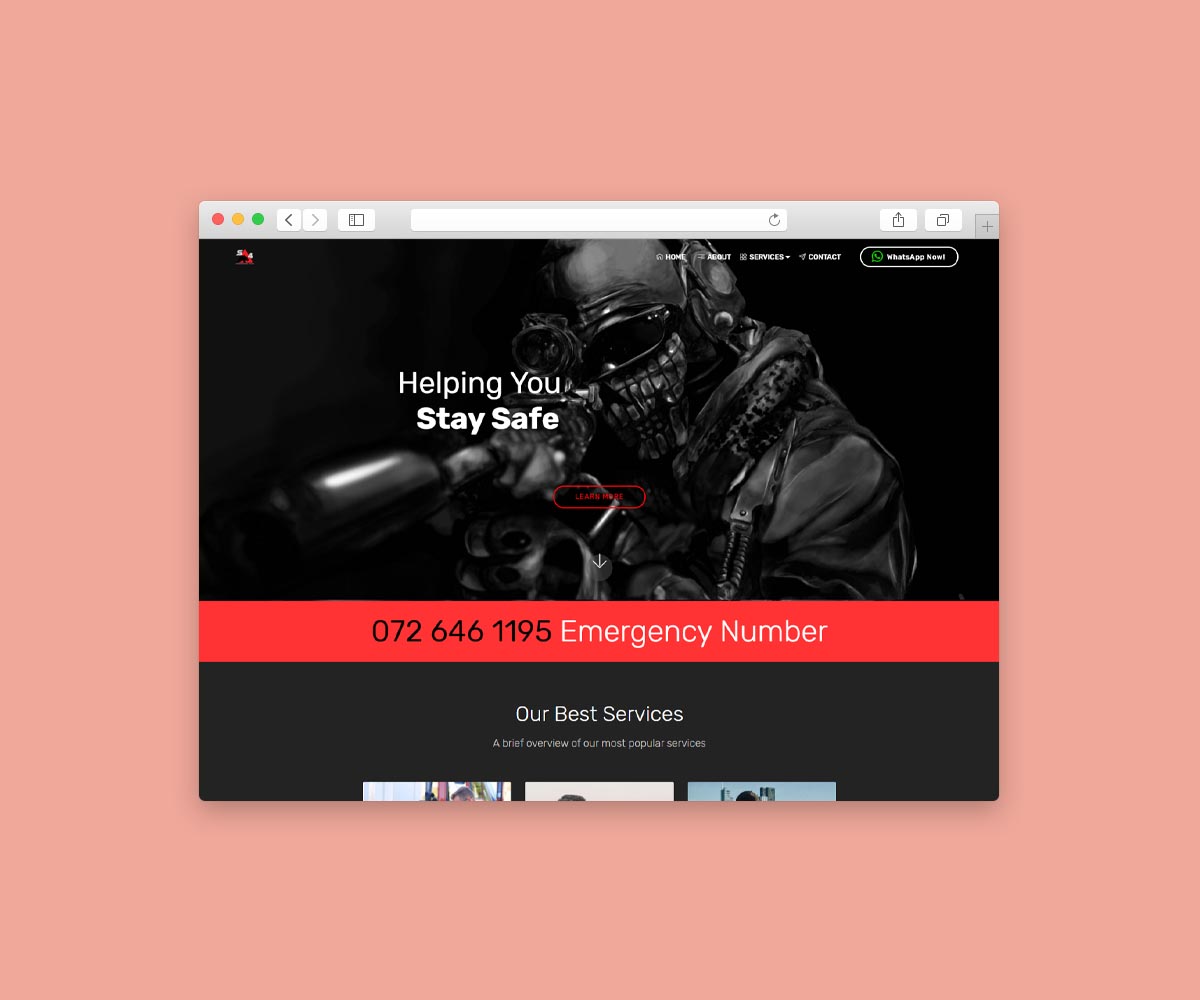 HOME ABOUT SERVICES CONTACT WhatsApp Now!
Helping You
Stay Safe
LEARN MORE
072 646 1195 Emergency Number
Our Best Services
A brief overview of our most popular services